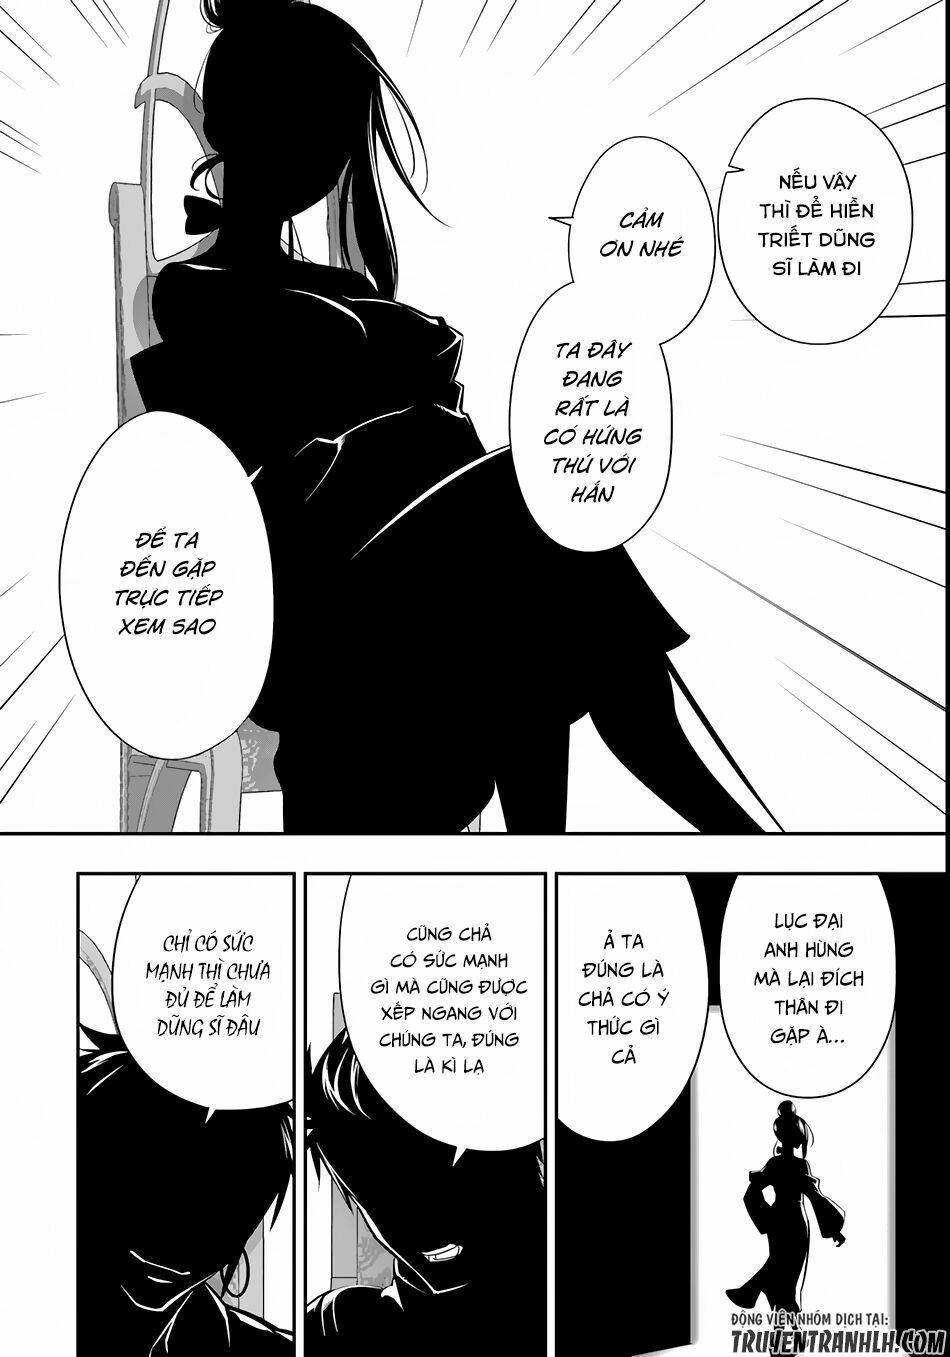 NẾU VẬY
THÌ ĐỂ HIỀN
TRIẾT DŨNG
SĨ LÀM ĐI
CẢM
ƠN NHÉ
TA ĐÂY
ĐANG
RẤT LÀ
CÓ HỨNG
THÚ VỚI
HẮN
ĐỂ TA
ĐẾN GẶP
TRỰC TIẾP
XEM SAO
LỤC ĐẠI
ANH HÙNG
MÀ LẠI ĐÍCH
THÂN ĐI
GẶP À...
Ả TA
ĐÚNG LÀ
CHẢ CÓ Ý
THỨC GÌ
CẢ
CŨNG CHẢ
CÓ SỨC MẠNH
GÌ MÀ CŨNG ĐƯỢC
XẾP NGANG VỚI
CHÚNG TA, ĐÚNG
LÀ KÌ LẠ
CHỈ CÓ SỨC
MẠNH THÌ CHƯA
ĐỦ ĐỂ LÀM
DŨNG SĨ ĐÂU
ĐỘNG VIÊN NHÓM DỊCH TẠI:
TRUYENTRANHLH.COM